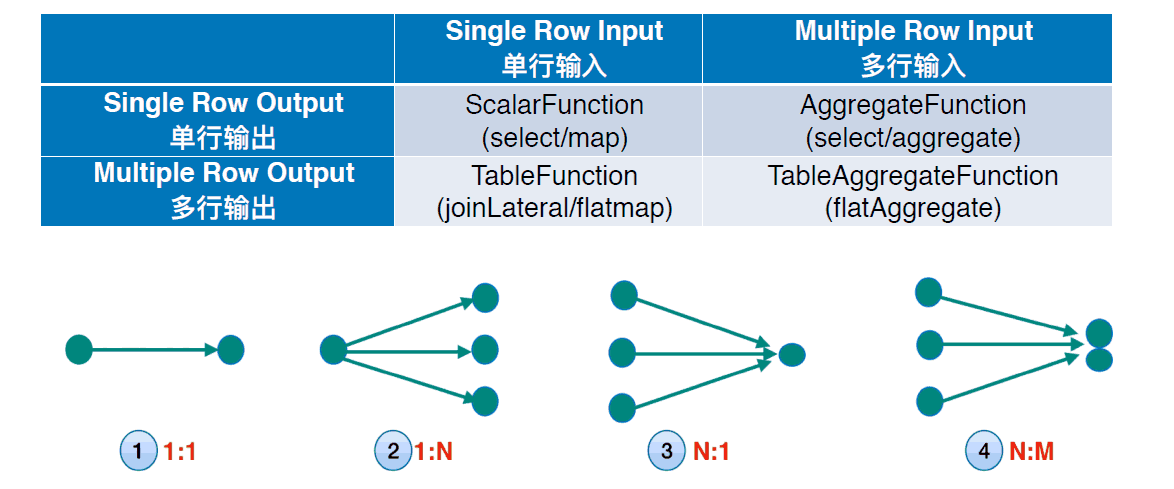 Single Row Input
单行输入
Multiple Row Input
多行输入
Single Row Output
单行输出
ScalarFunction
(select/map)
AggregateFunction
(select/aggregate)
Multiple Row Output
多行输出
TableFunction
(joinLateral/flatmap)
TableAggregateFunction
(flatAggregate)
1 1:1
2 1:N
3 N:1
4 N:M